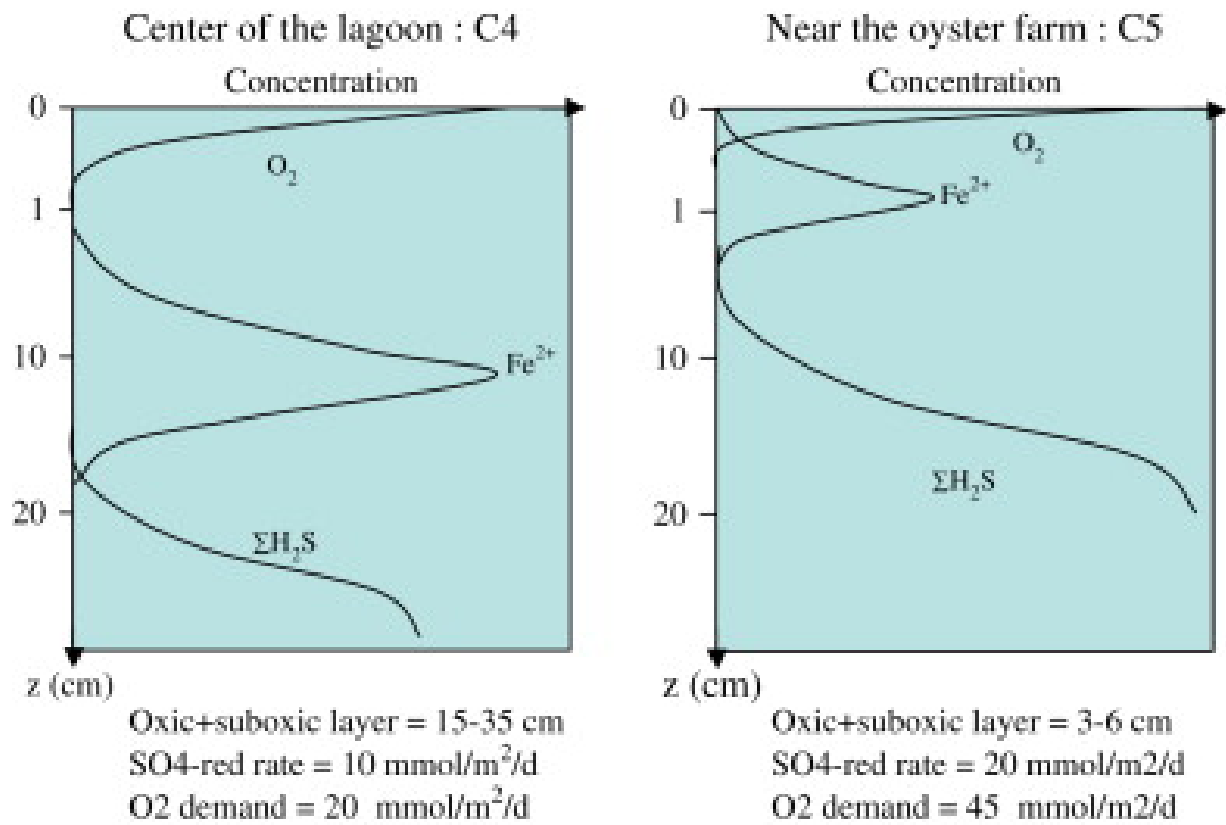 Center of the lagoon : C4
Concentration
0
O₂
1
10
Fe²⁺
20
ΣH₂S
z (cm)
Oxic+suboxic layer = 15-35 cm
SO4-red rate = 10 mmol/m²/d
O2 demand = 20 mmol/m²/d
Near the oyster farm : C5
Concentration
0
O₂
Fe²⁺
1
10
ΣH₂S
20
z (cm)
Oxic+suboxic layer = 3-6 cm
SO4-red rate = 20 mmol/m2/d
O2 demand = 45 mmol/m2/d